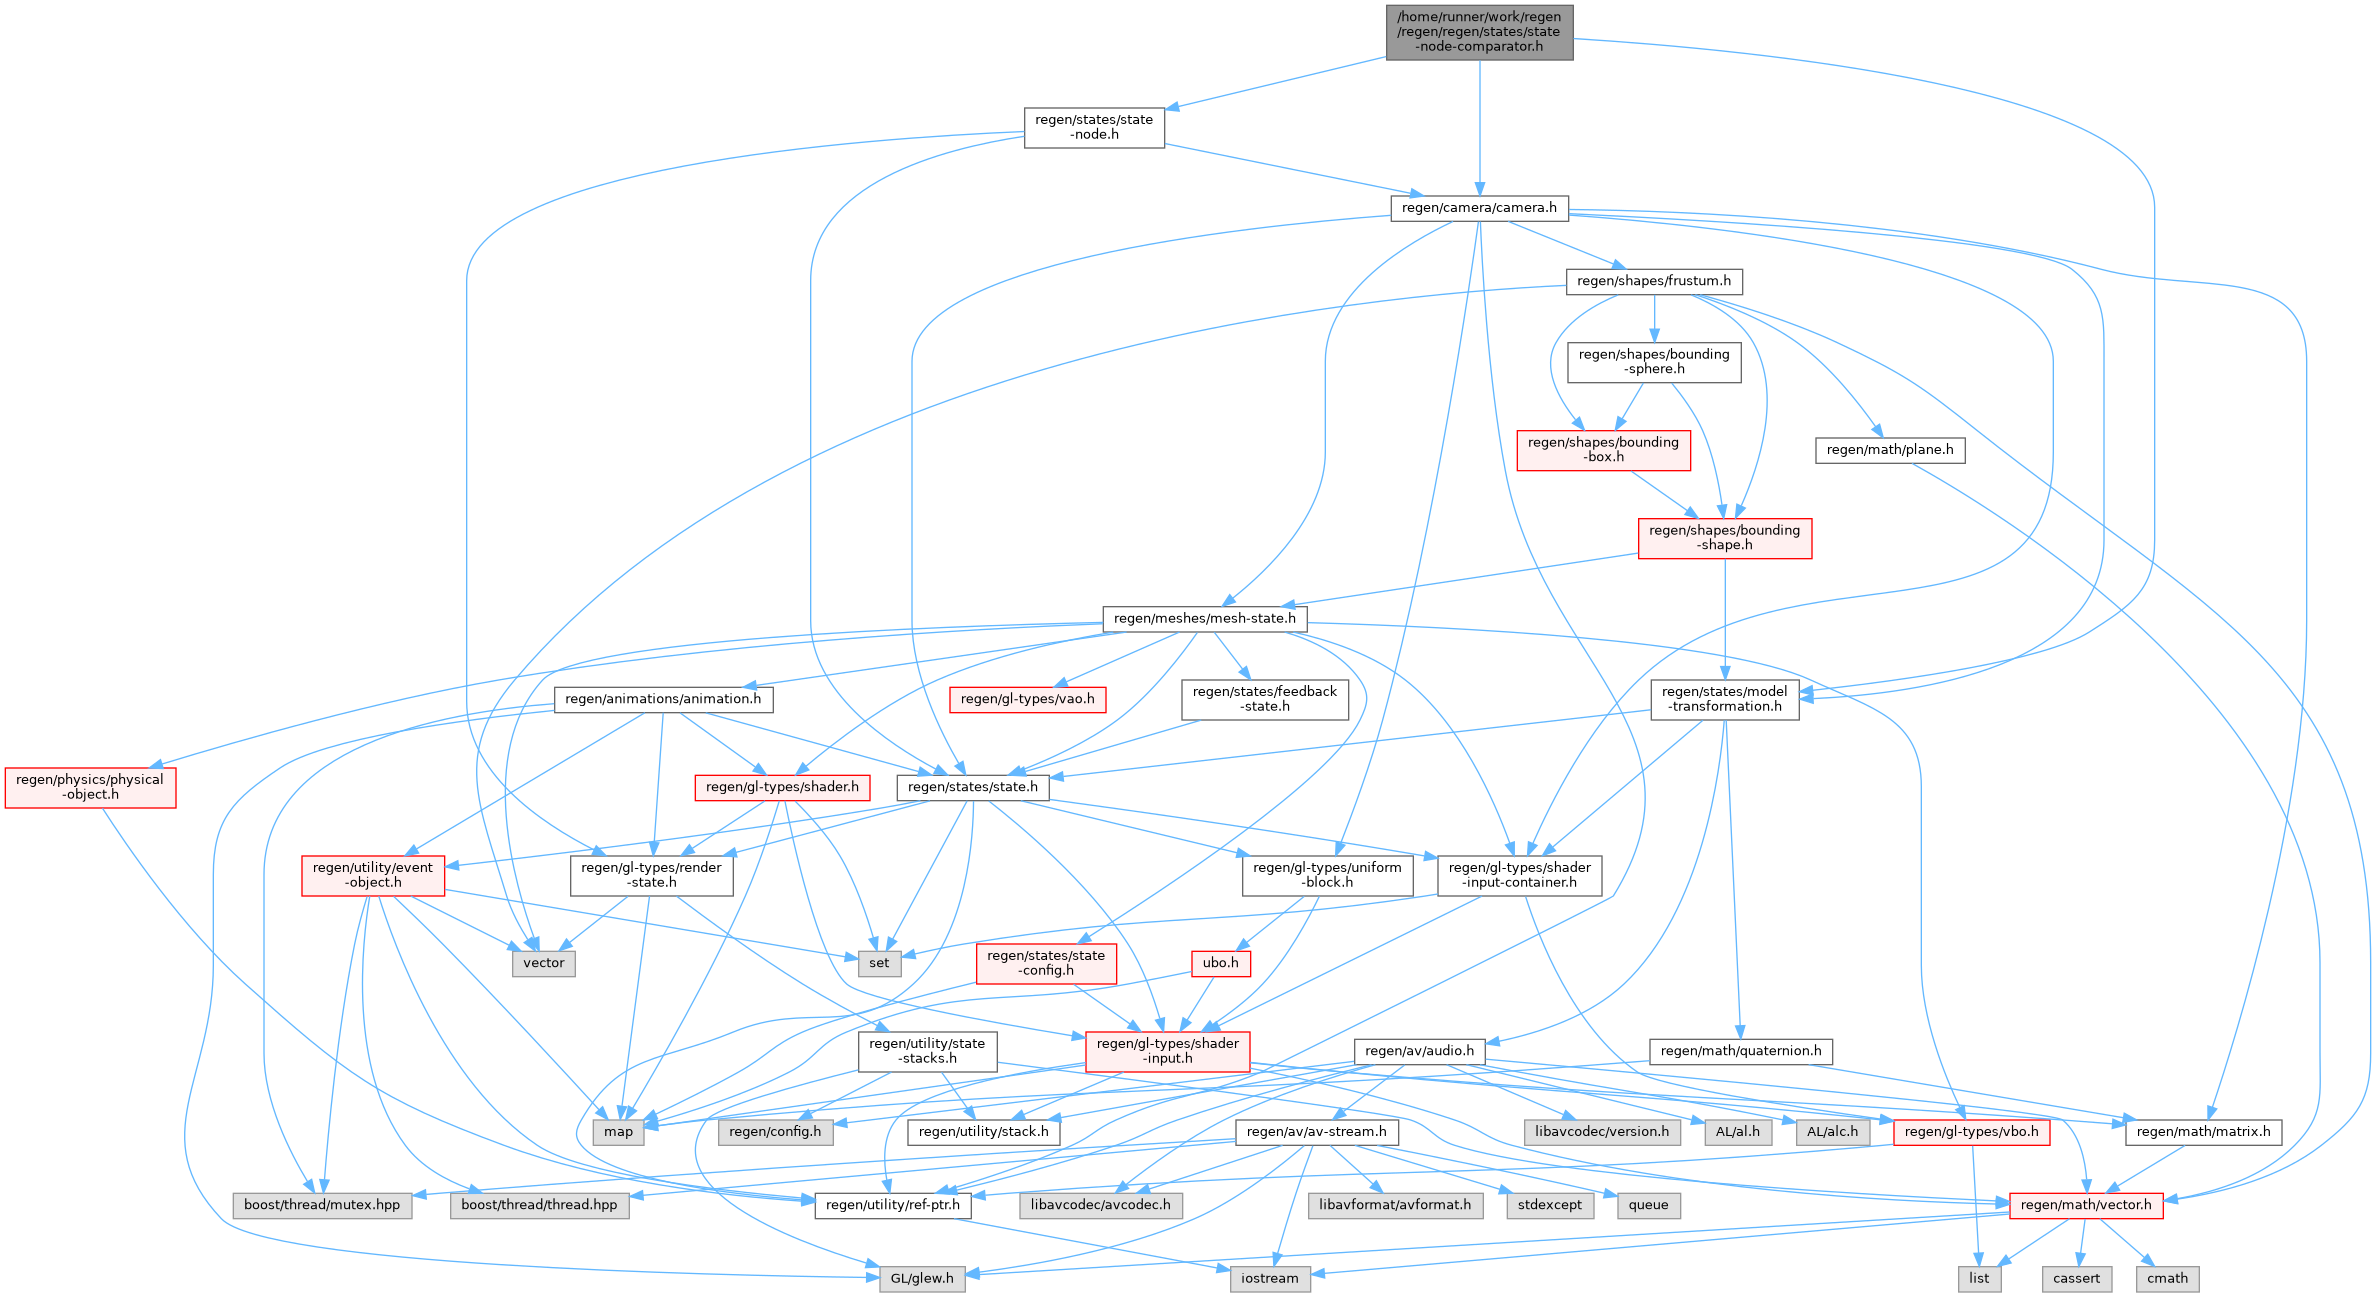 /home/runner/work/regen
/regen/regen/states/state
-node-comparator.h
regen/states/state
-node.h
regen/camera/camera.h
regen/shapes/frustum.h
regen/shapes/bounding
-sphere.h
regen/shapes/bounding
-box.h
regen/math/plane.h
regen/shapes/bounding
-shape.h
regen/meshes/mesh-state.h
regen/animations/animation.h
regen/gl-types/vao.h
regen/states/feedback
-state.h
regen/states/model
-transformation.h
regen/physics/physical
-object.h
regen/gl-types/shader.h
regen/states/state.h
regen/utility/event
-object.h
regen/gl-types/render
-state.h
regen/gl-types/uniform
-block.h
regen/gl-types/shader
-input-container.h
vector
set
regen/states/state
-config.h
ubo.h
regen/utility/state
-stacks.h
regen/gl-types/shader
-input.h
regen/av/audio.h
regen/math/quaternion.h
map
regen/config.h
regen/utility/stack.h
regen/av/av-stream.h
libavcodec/version.h
AL/al.h
AL/alc.h
regen/gl-types/vbo.h
regen/math/matrix.h
boost/thread/mutex.hpp
boost/thread/thread.hpp
regen/utility/ref-ptr.h
libavcodec/avcodec.h
libavformat/avformat.h
stdexcept
queue
regen/math/vector.h
GL/glew.h
iostream
list
cassert
cmath